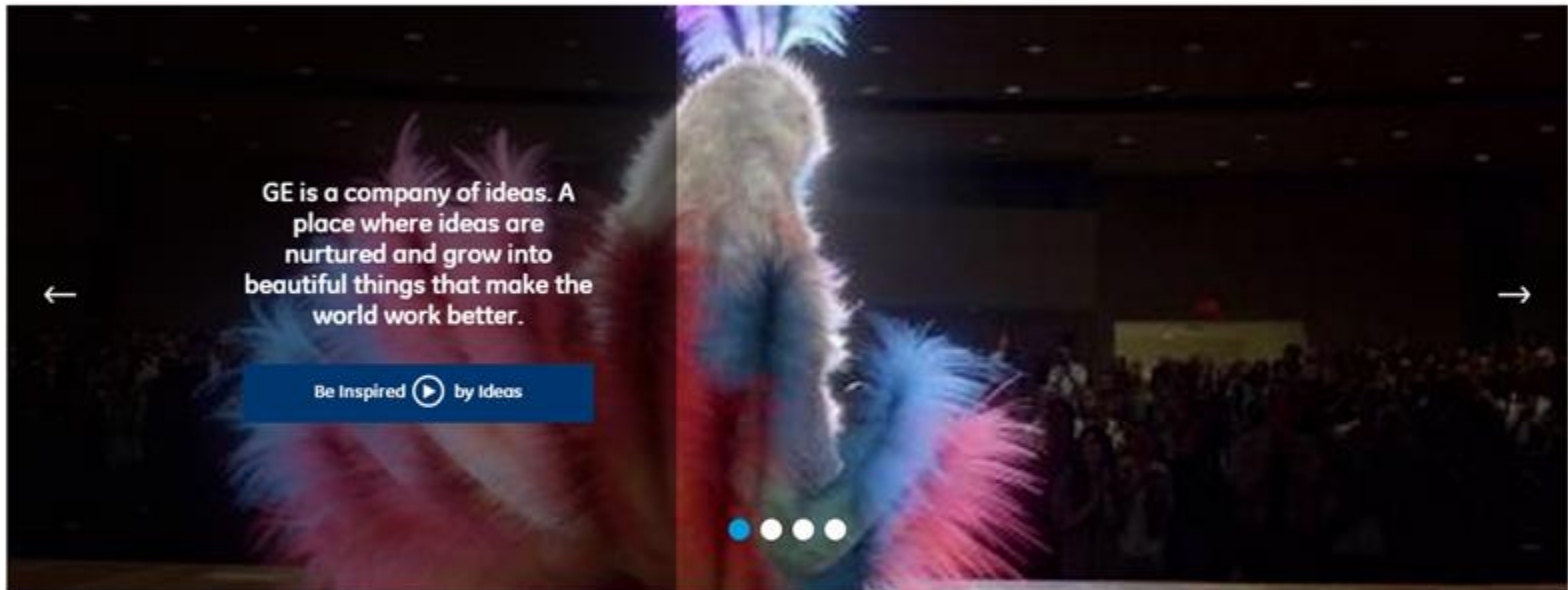 GE is a company of ideas. A
place where ideas are
nurtured and grow into
beautiful things that make the
world work better.
Be Inspired by Ideas